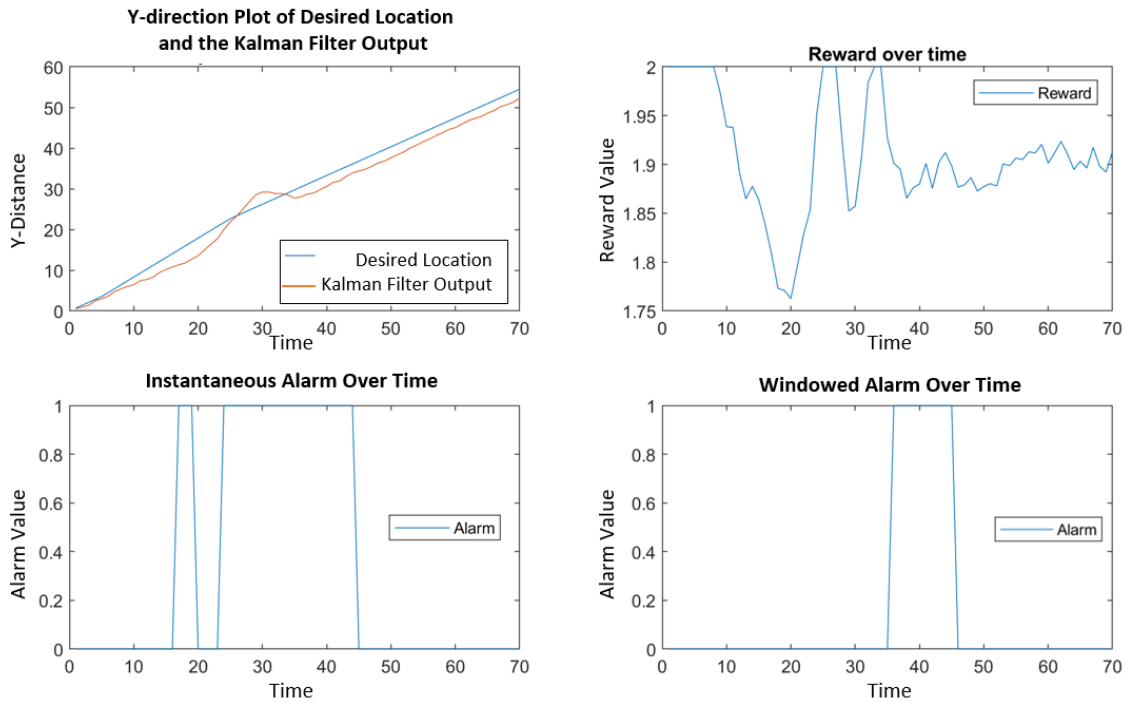 Y-direction Plot of Desired Location
and the Kalman Filter Output
60
50
40
30
20
10
0
Y-Distance
0 10 20 30 40 50 60 70
Time
Desired Location
Kalman Filter Output
Reward over time
2
1.95
1.9
1.85
1.8
1.75
Reward Value
0 10 20 30 40 50 60 70
Time
Reward
Instantaneous Alarm Over Time
1
0.8
0.6
0.4
0.2
0
Alarm Value
0 10 20 30 40 50 60 70
Time
Alarm
Windowed Alarm Over Time
1
0.8
0.6
0.4
0.2
0
Alarm Value
0 10 20 30 40 50 60 70
Time
Alarm